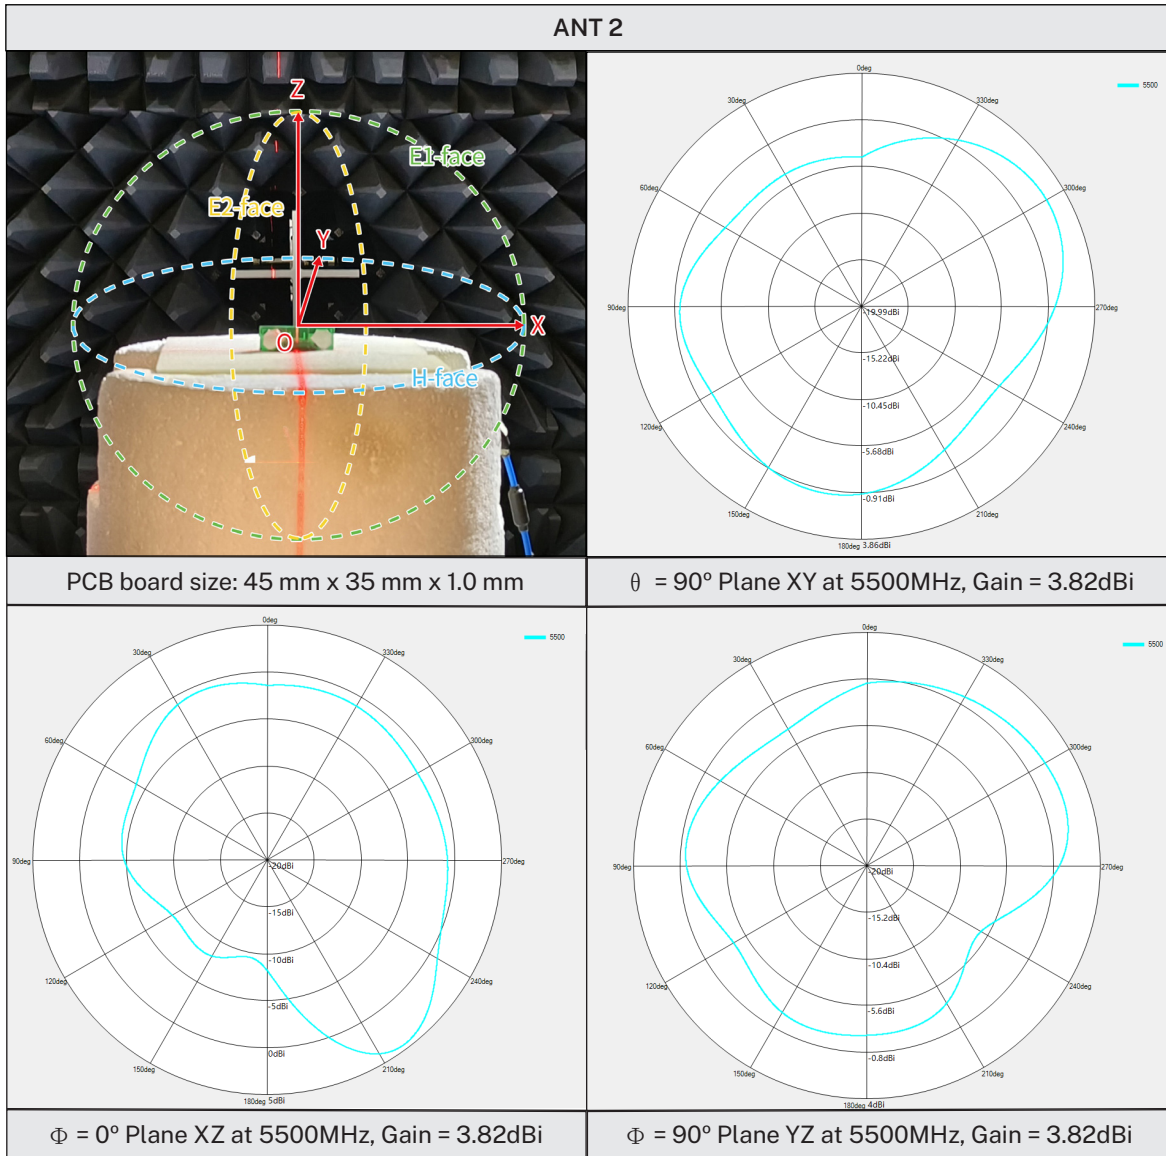 ANT 2
Z
E1-face
E2-face
Y
X
O
H-face
0deg
5500
30deg
330deg
60deg
300deg
90deg
-19.99dBi
270deg
-15.22dBi
-10.45dBi
120deg
240deg
-5.68dBi
-0.91dBi
150deg
210deg
180deg 3.86dBi
PCB board size: 45 mm x 35 mm x 1.0 mm
θ = 90º Plane XY at 5500MHz, Gain = 3.82dBi
0deg
5500
30deg
330deg
60deg
300deg
90deg
-20dBi
270deg
-15dBi
-10dBi
120deg
240deg
-5dBi
0dBi
150deg
210deg
180deg 5dBi
0deg
5500
30deg
330deg
60deg
300deg
90deg
-20dBi
270deg
-15.2dBi
-10.4dBi
120deg
240deg
-5.6dBi
-0.8dBi
150deg
210deg
180deg 4dBi
Φ = 0º Plane XZ at 5500MHz, Gain = 3.82dBi
Φ = 90º Plane YZ at 5500MHz, Gain = 3.82dBi